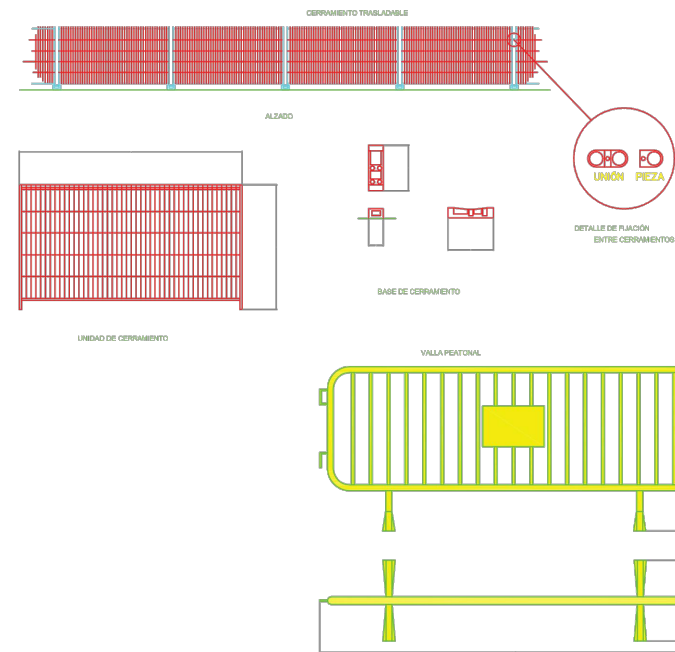 CERRAMIENTO TRASLADABLE
ALZADO
UNIÓN PIEZA
DETALLE DE FIJACIÓN
ENTRE CERRAMIENTOS
BASE DE CERRAMIENTO
UNIDAD DE CERRAMIENTO
VALLA PEATONAL